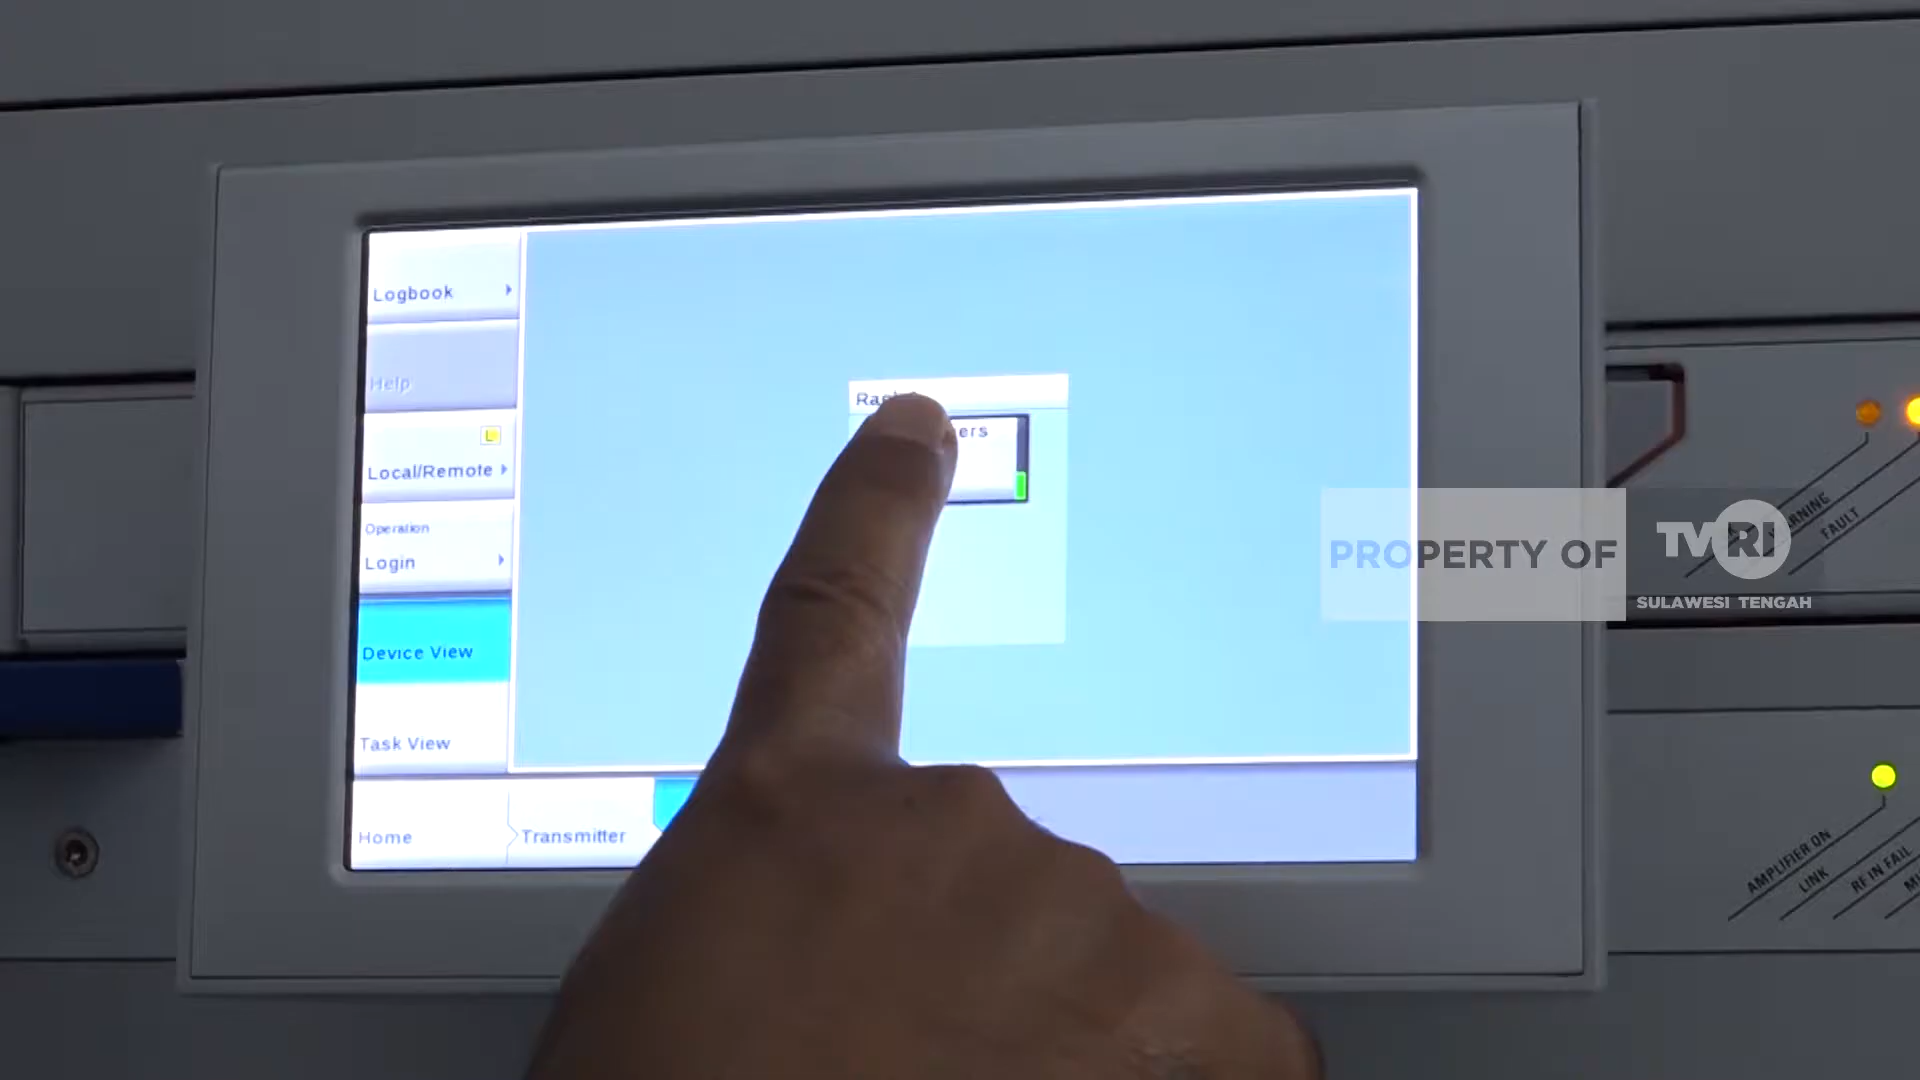 Logbook
Help
L
Local/Remote
Operation
Login
Device View
Task View
Home
Transmitter
PROPERTY OF
TVRI
SULAWESI TENGAH
FAULT
AMPLIFIER ON
LINK
RF IN FAIL